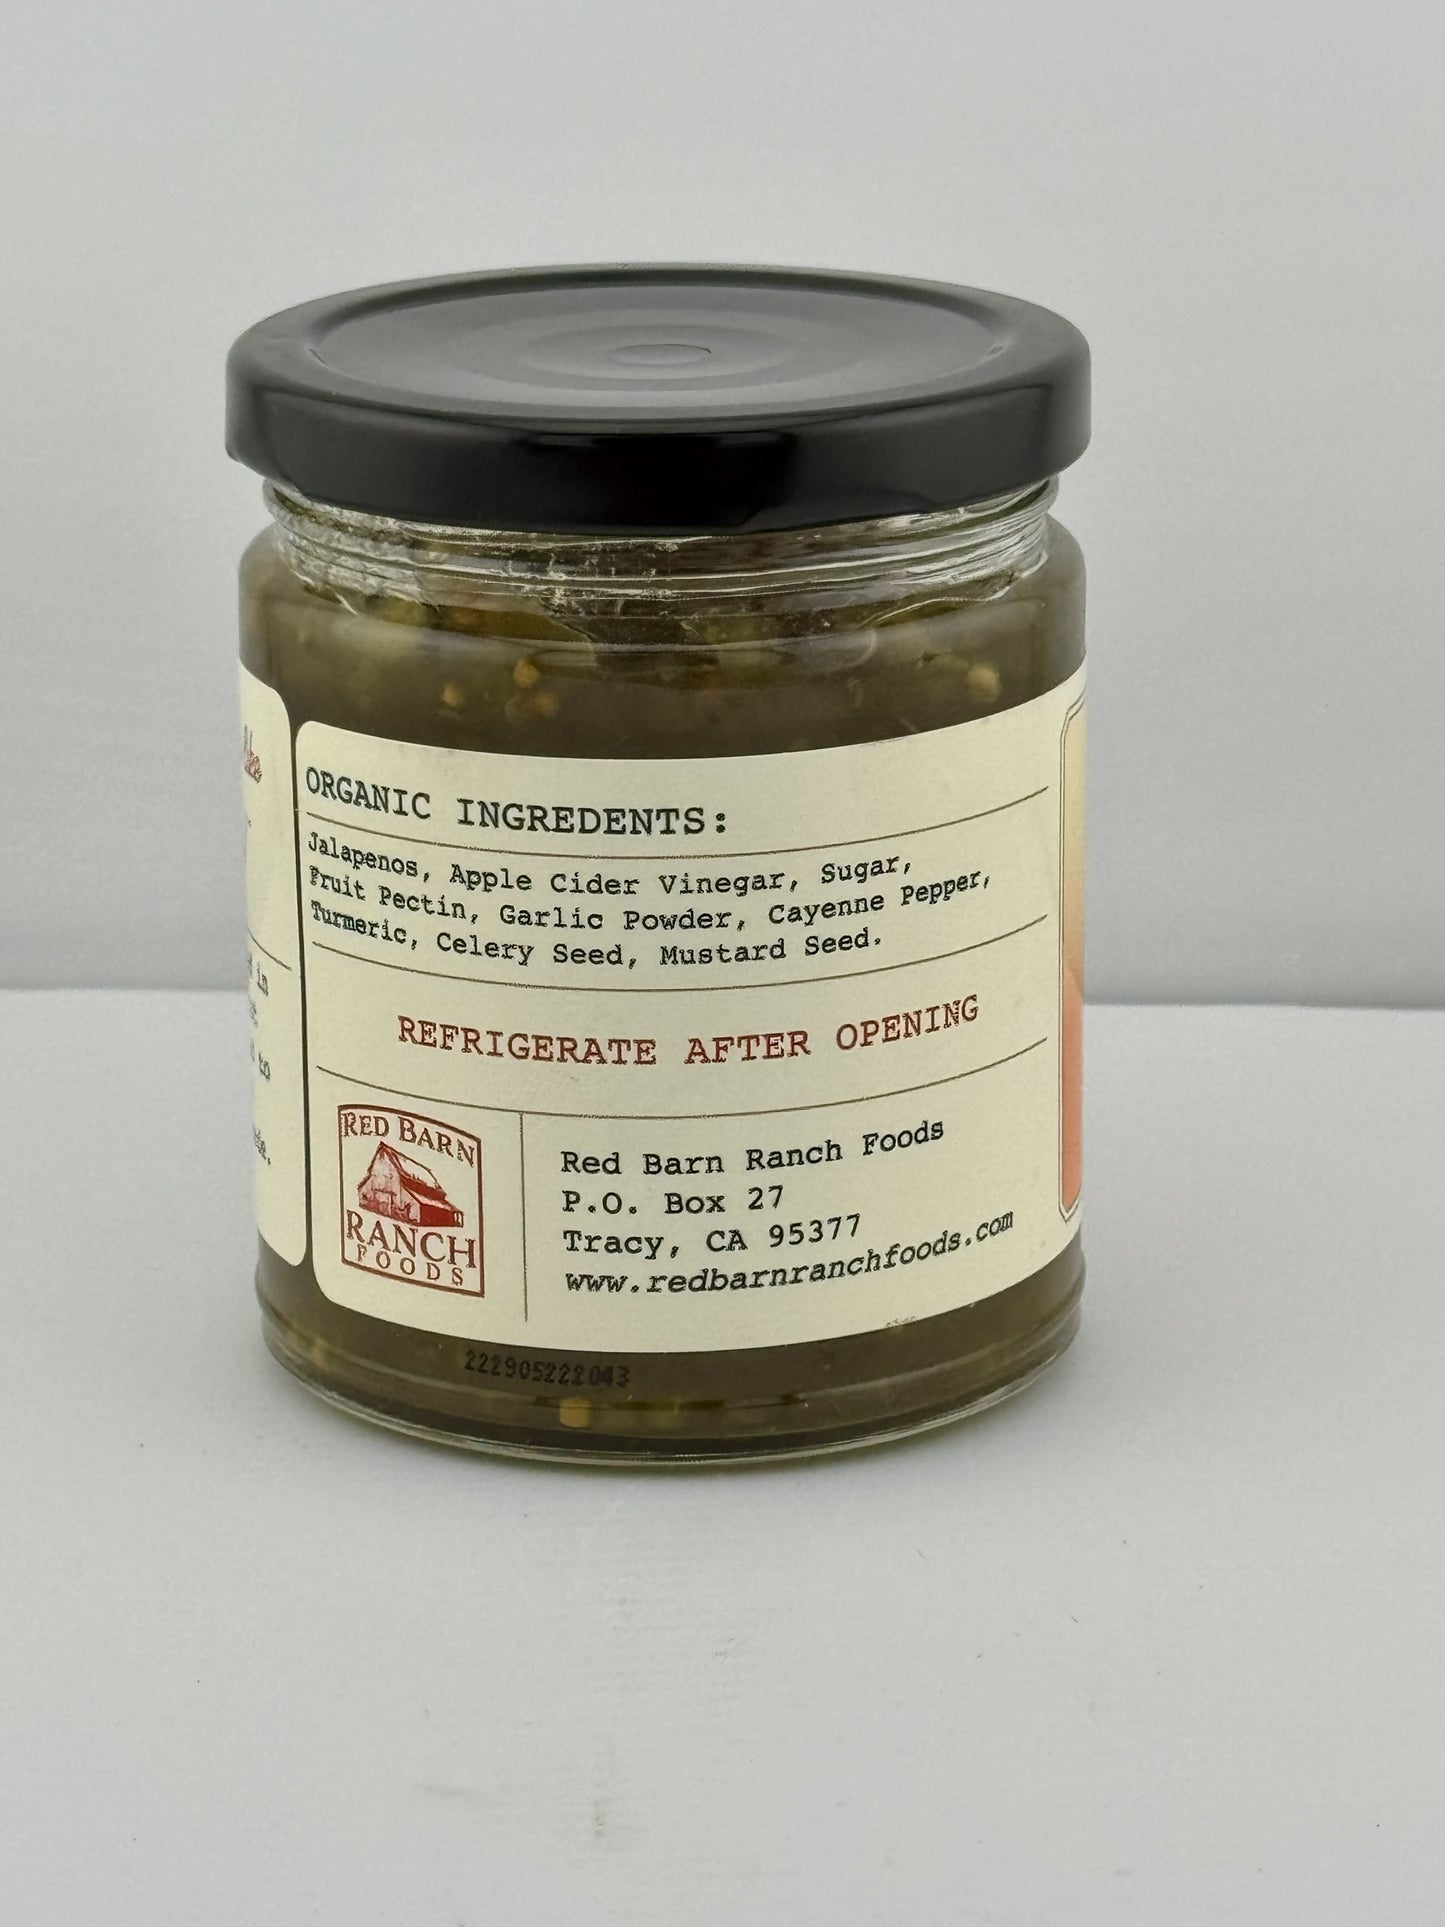 ORGANIC INGREDENTS:
Jalapenos, Apple Cider Vinegar, Sugar,
Fruit Pectin, Garlic Powder, Cayenne Pepper,
Turmeric, Celery Seed, Mustard Seed.
REFRIGERATE AFTER OPENING
RED BARN
RANCH
FOODS
Red Barn Ranch Foods
P.O. Box 27
Tracy, CA 95377
www.redbarnranchfoods.com
222905222043
in
to